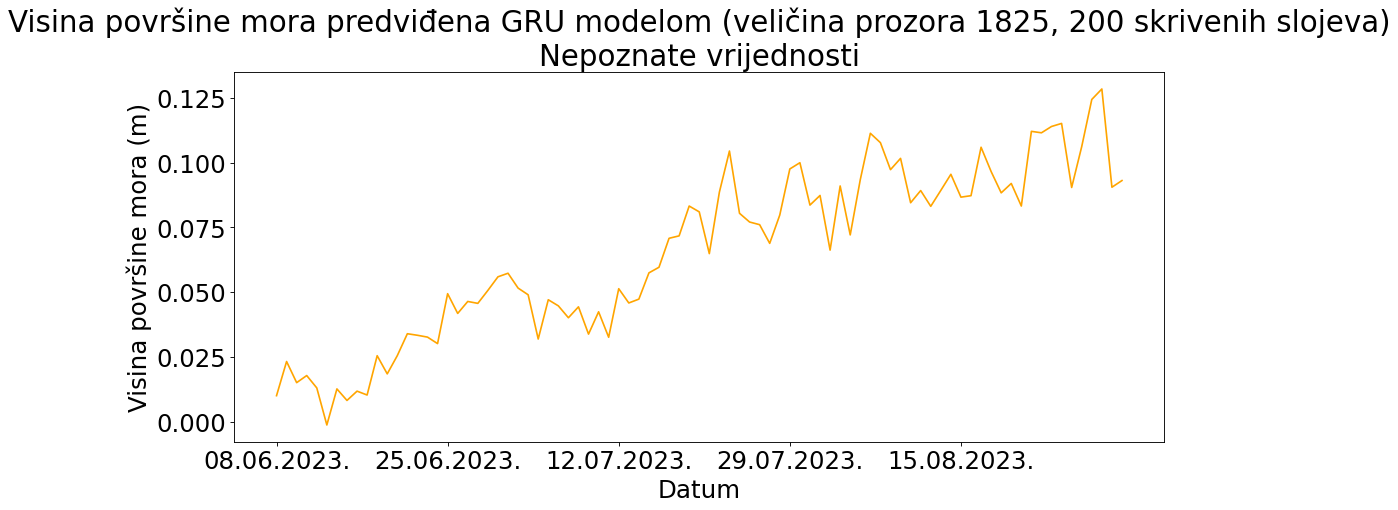 Visina površine mora predviđena GRU modelom (veličina prozora 1825, 200 skrivenih slojeva)
Nepoznate vrijednosti
Visina površine mora (m)
0.125
0.100
0.075
0.050
0.025
0.000
08.06.2023. 25.06.2023. 12.07.2023. 29.07.2023. 15.08.2023.
Datum